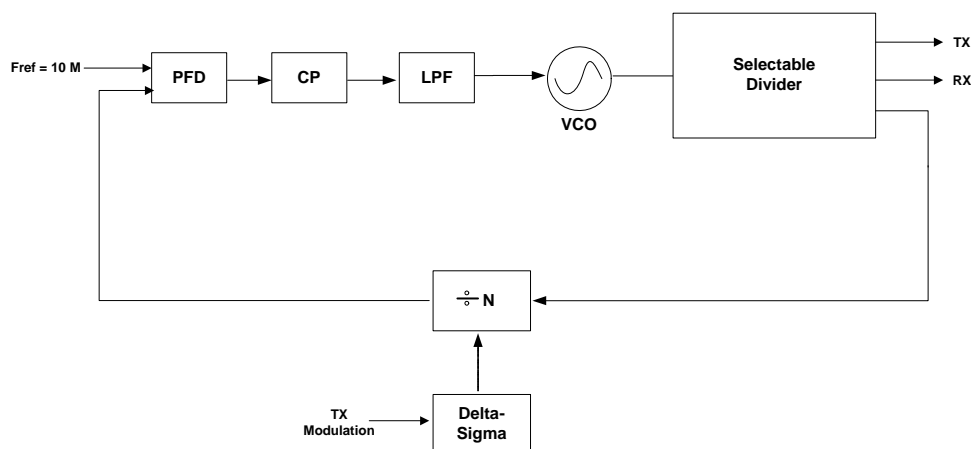 TX
Fref = 10 M
PFD
CP
LPF
VCO
Selectable
Divider
RX
÷ N
TX
Modulation
Delta-
Sigma